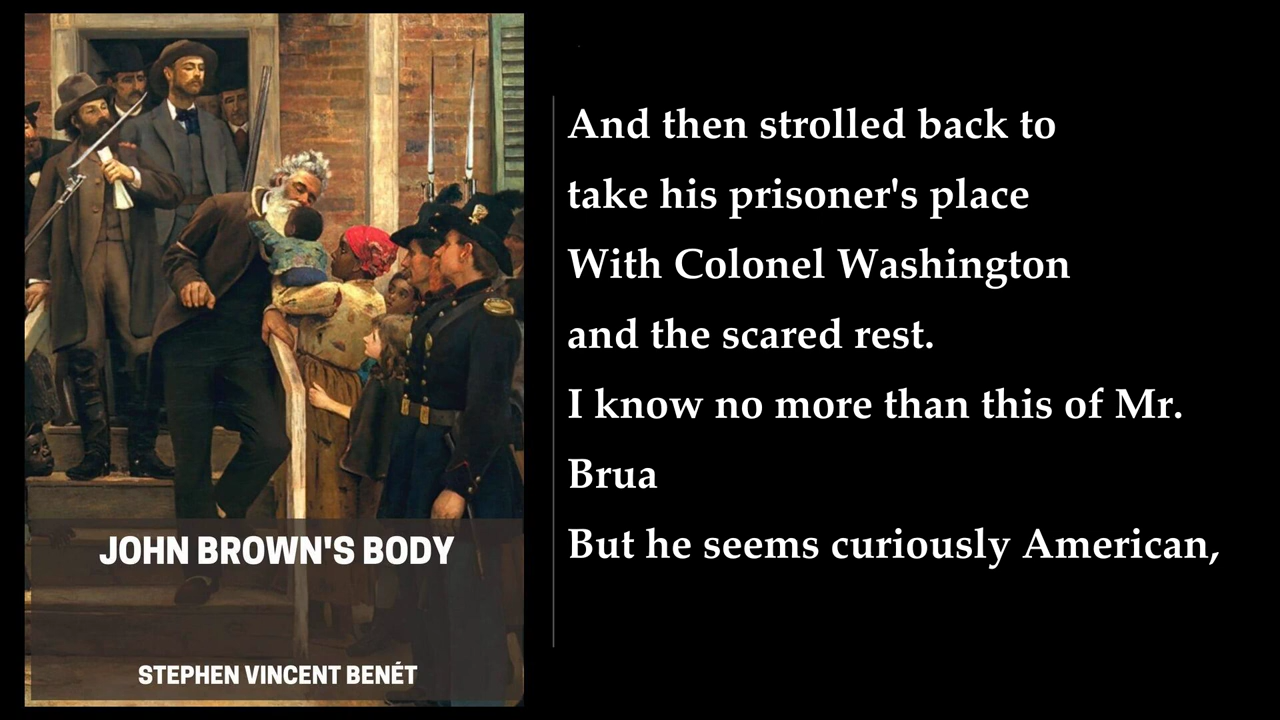 JOHN BROWN'S BODY
STEPHEN VINCENT BENÉT
And then strolled back to
take his prisoner's place
With Colonel Washington
and the scared rest.
I know no more than this of Mr.
Brua
But he seems curiously American,